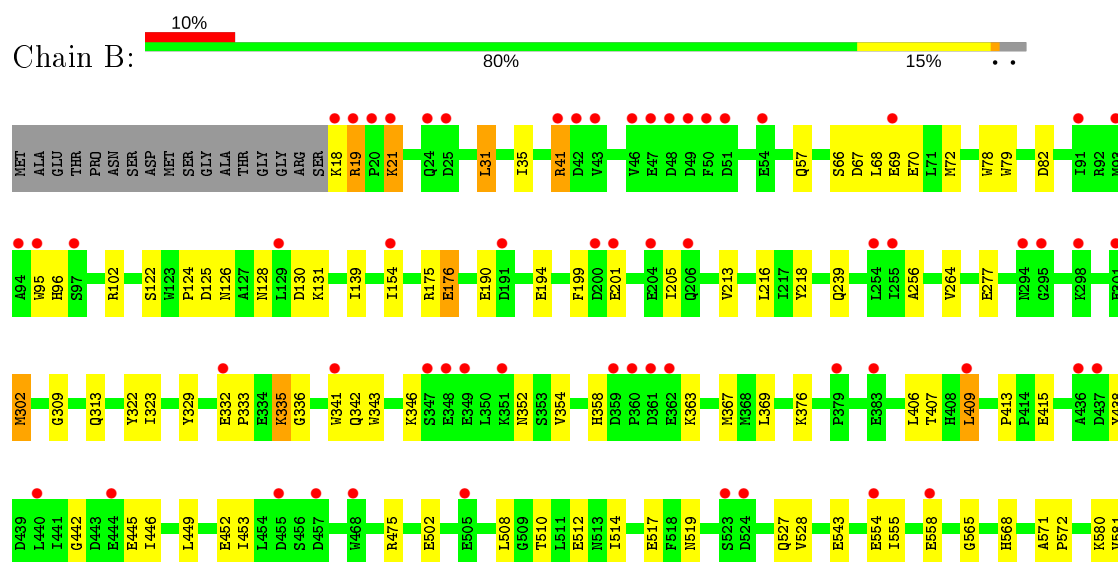 10%
Chain B:
80%
15%
MET ALA GLU THR PRO ASN SER ASP MET SER GLY ALA THR GLY GLY ARG SER K18 R19 P20 K21 Q24 D25 L31 I35 R41 D42 V43 V46 E47 D48 D49 F50 D51 E54 Q57 S66 D67 L68 E69 E70 L71 M72 W78 W79 D82 I91 R92 M93
A94 W95 H96 S97 R102 S122 W123 P124 D125 N126 A127 N128 L129 D130 K131 I139 I154 R175 E176 E190 D191 E194 F199 D200 E201 E204 I205 Q206 V213 L216 I217 Y218 Q239 L254 I255 A256 V264 E277 N294 G295 K298 E301
M302 G309 Q313 Y322 I323 Y329 E332 P333 E334 K335 G336 W341 Q342 W343 K346 S347 E348 E349 L350 K351 N352 S353 V354 H358 D359 P360 D361 E362 K363 M367 M368 L369 K376 P379 E383 L406 T407 H408 L409 P413 P414 E415 A436 D437 Y438
D439 L440 I441 G442 D443 E444 E445 I446 L449 E452 I453 L454 D455 S456 D457 W468 R475 E502 E505 L508 G509 T510 L511 E512 N513 I514 E517 F518 N519 S523 D524 Q527 V528 E543 E554 I555 E558 G565 H568 A571 P572 K580 V581